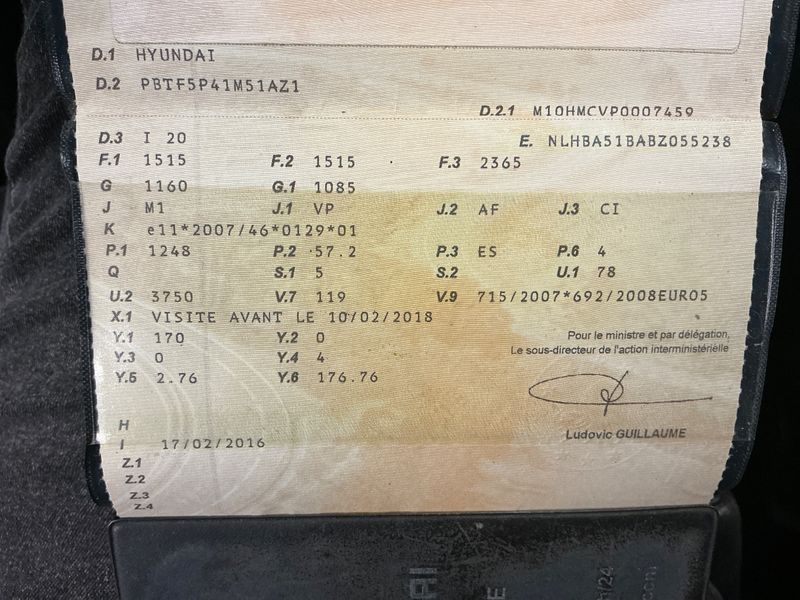 D.1 HYUNDAI
D.2 PBTF5P41M51AZ1
D.2.1 M10HMCVP0007459
D.3 I 20 E. NLHBA51BABZ055238
F.1 1515 F.2 1515 F.3 2365
G 1160 G.1 1085
J M1 J.1 VP J.2 AF J.3 CI
K e11*2007/46*0129*01
P.1 1248 P.2 57.2 P.3 ES P.6 4
Q S.1 5 S.2 U.1 78
U.2 3750 V.7 119 V.9 715/2007*692/2008EURO5
X.1 VISITE AVANT LE 10/02/2018
Y.1 170 Y.2 0
Y.3 0 Y.4 4
Y.5 2.76 Y.6 176.76
Pour le ministre et par délégation,
Le sous-directeur de l'action interministérielle
Ludovic GUILLAUME
H
I 17/02/2016
Z.1
Z.2
Z.3
Z.4